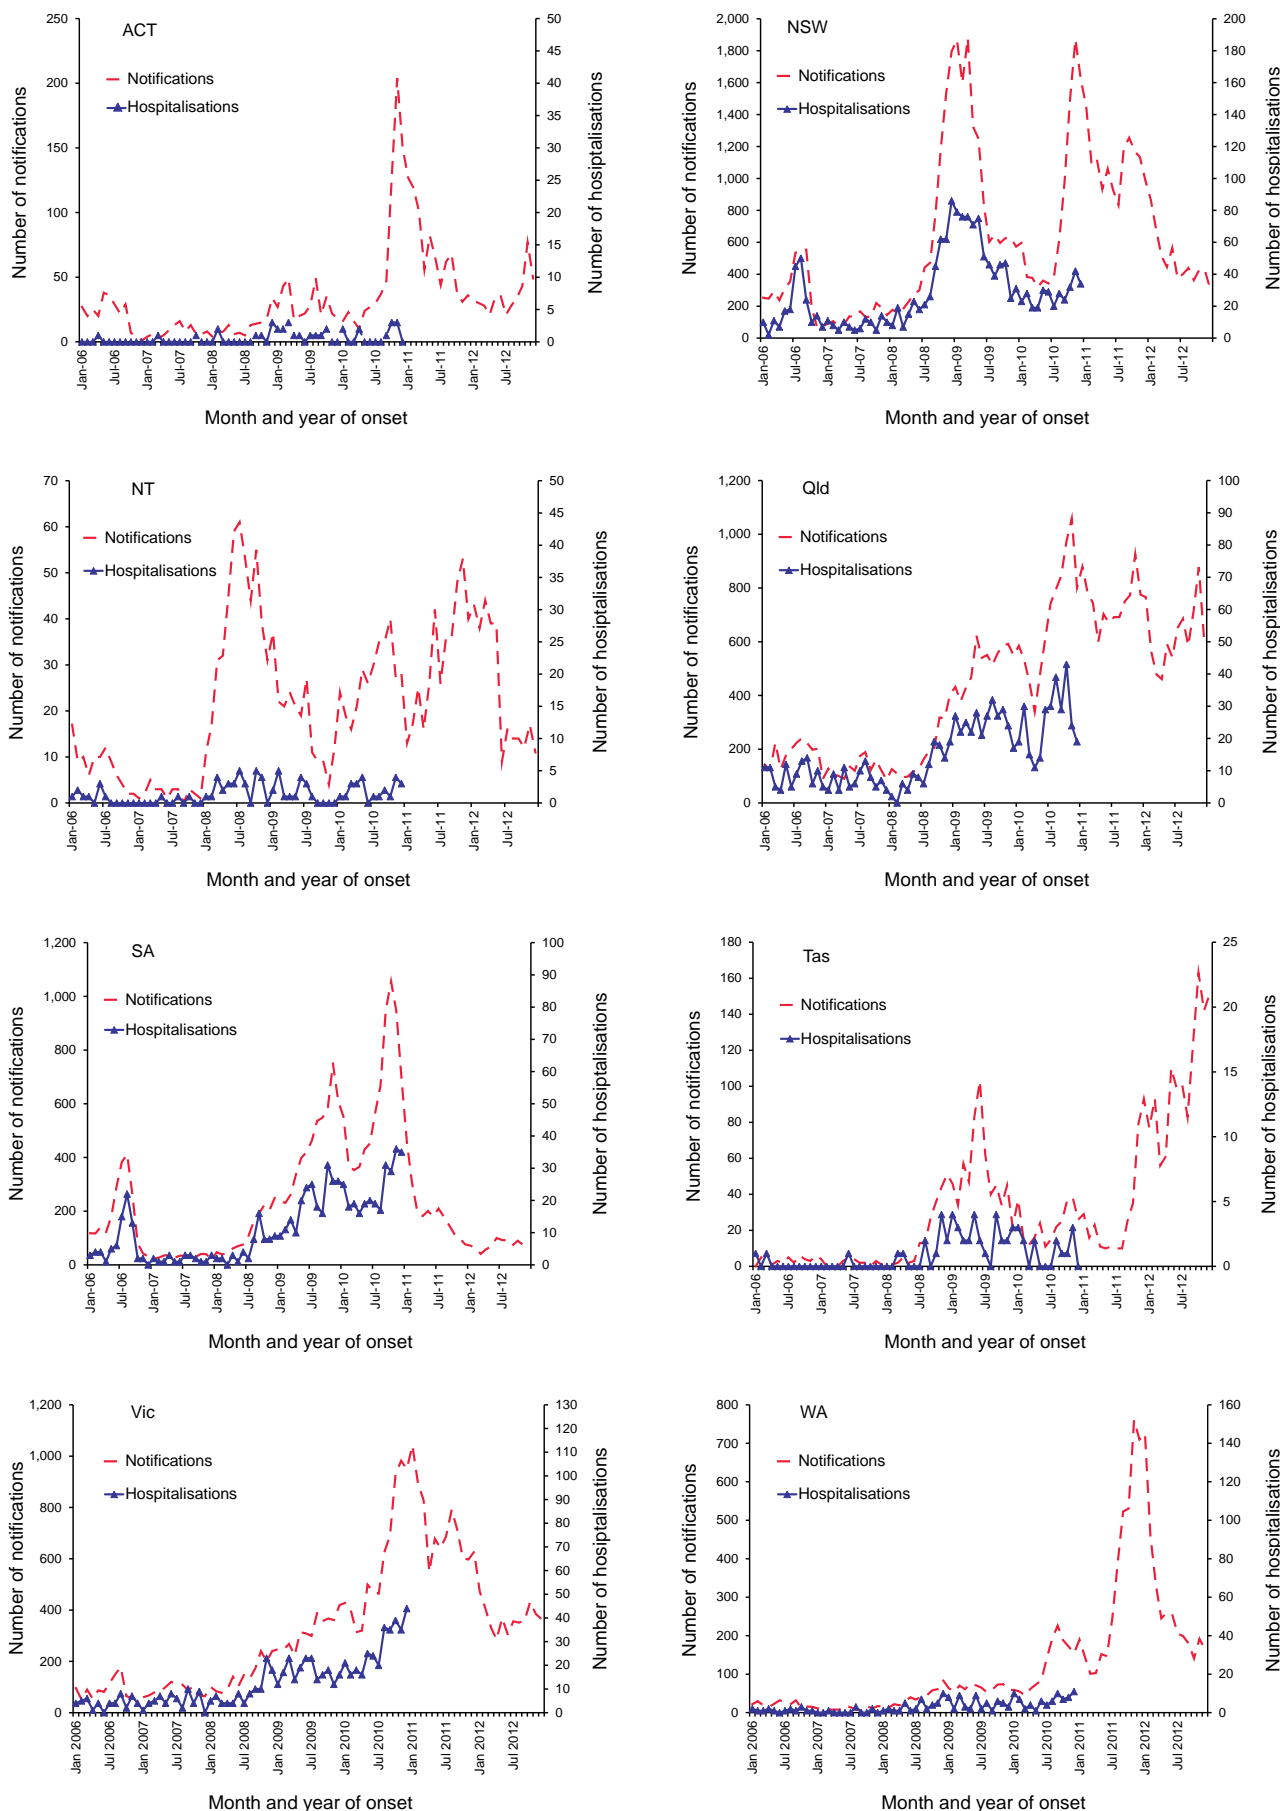 ACT
Notifications
Hospitalisations
Number of notifications
250
200
150
100
50
0
Number of hosiptalisations
50
45
40
35
30
25
20
15
10
5
0
Jan-06
Jul-06
Jan-07
Jul-07
Jan-08
Jul-08
Jan-09
Jul-09
Jan-10
Jul-10
Jan-11
Jul-11
Jan-12
Jul-12
Month and year of onset
NSW
Notifications
Hospitalisations
Number of notifications
2,000
1,800
1,600
1,400
1,200
1,000
800
600
400
200
0
Number of hospitalisations
200
180
160
140
120
100
80
60
40
20
0
Jan-06
Jul-06
Jan-07
Jul-07
Jan-08
Jul-08
Jan-09
Jul-09
Jan-10
Jul-10
Jan-11
Jul-11
Jan-12
Jul-12
Month and year of onset
NT
Notifications
Hospitalisations
Number of notifications
70
60
50
40
30
20
10
0
Number of hosiptalisations
50
45
40
35
30
25
20
15
10
5
0
Jan-06
Jul-06
Jan-07
Jul-07
Jan-08
Jul-08
Jan-09
Jul-09
Jan-10
Jul-10
Jan-11
Jul-11
Jan-12
Jul-12
Month and year of onset
Qld
Notifications
Hospitalisations
Number of notifications
1,200
1,000
800
600
400
200
0
Number of hospitalisations
100
90
80
70
60
50
40
30
20
10
0
Jan-06
Jul-06
Jan-07
Jul-07
Jan-08
Jul-08
Jan-09
Jul-09
Jan-10
Jul-10
Jan-11
Jul-11
Jan-12
Jul-12
Month and year of onset
SA
Notifications
Hospitalisations
Number of notifications
1,200
1,000
800
600
400
200
0
Number of hosiptalisations
100
90
80
70
60
50
40
30
20
10
0
Jan-06
Jul-06
Jan-07
Jul-07
Jan-08
Jul-08
Jan-09
Jul-09
Jan-10
Jul-10
Jan-11
Jul-11
Jan-12
Jul-12
Month and year of onset
Tas
Notifications
Hospitalisations
Number of notifications
180
160
140
120
100
80
60
40
20
0
Number of hospitalisations
25
20
15
10
5
0
Jan-06
Jul-06
Jan-07
Jul-07
Jan-08
Jul-08
Jan-09
Jul-09
Jan-10
Jul-10
Jan-11
Jul-11
Jan-12
Jul-12
Month and year of onset
Vic
Notifications
Hospitalisations
Number of notifications
1,200
1,000
800
600
400
200
0
Number of hosiptalisations
130
120
110
100
90
80
70
60
50
40
30
20
10
0
Jan 2006
Jul 2006
Jan 2007
Jul 2007
Jan 2008
Jul 2008
Jan 2009
Jul 2009
Jan 2010
Jul 2010
Jan 2011
Jul 2011
Jan 2012
Jul 2012
Month and year of onset
WA
Notifications
Hospitalisations
Number of notifications
800
700
600
500
400
300
200
100
0
Number of hospitalisations
160
140
120
100
80
60
40
20
0
Jan 2006
Jul 2006
Jan 2007
Jul 2007
Jan 2008
Jul 2008
Jan 2009
Jul 2009
Jan 2010
Jul 2010
Jan 2011
Jul 2011
Jan 2012
Jul 2012
Month and year of onset